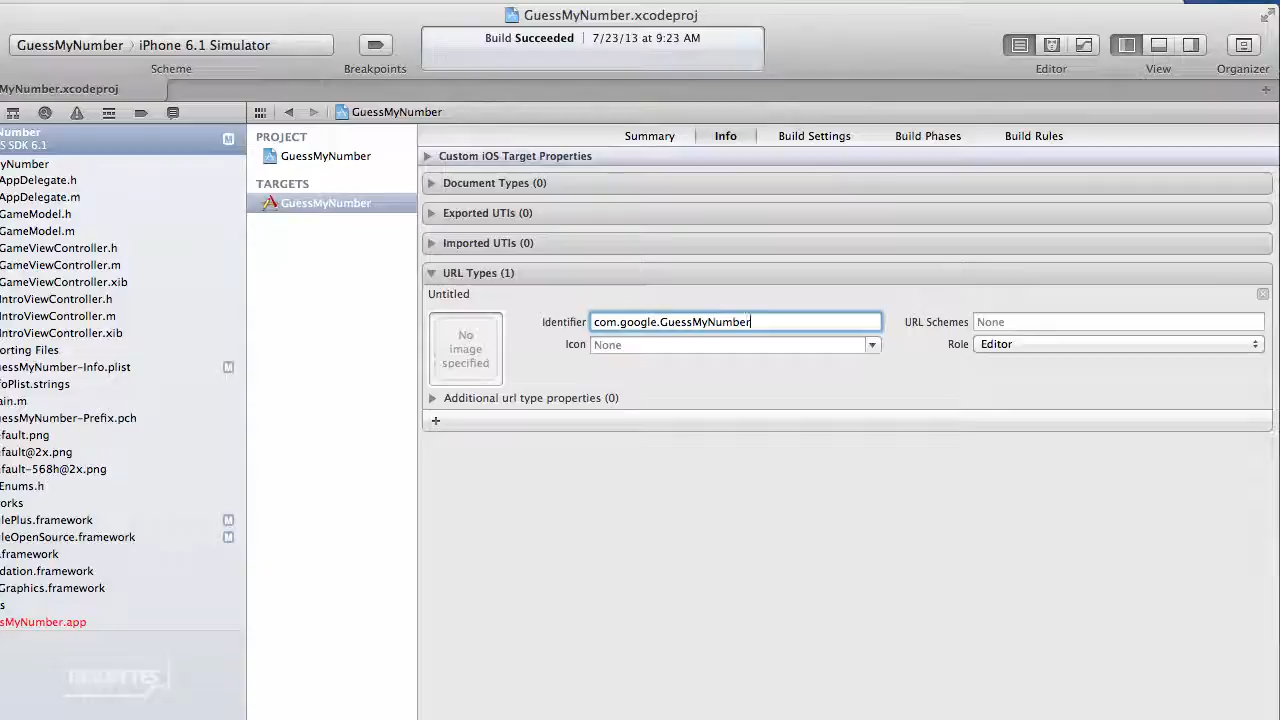 GuessMyNumber.xcodeproj
GuessMyNumber › iPhone 6.1 Simulator
Build Succeeded | 7/23/13 at 9:23 AM
Scheme
Breakpoints
Editor
View
Organizer
MyNumber.xcodeproj
GuessMyNumber
Number
S SDK 6.1
M
PROJECT
GuessMyNumber
TARGETS
GuessMyNumber
Summary
Info
Build Settings
Build Phases
Build Rules
Custom iOS Target Properties
Document Types (0)
Exported UTIs (0)
Imported UTIs (0)
URL Types (1)
Untitled
No
image
specified
Identifier com.google.GuessMyNumber
URL Schemes None
Icon None
Role Editor
Additional url type properties (0)
+
yNumber
AppDelegate.h
AppDelegate.m
GameModel.h
GameModel.m
GameViewController.h
GameViewController.m
GameViewController.xib
IntroViewController.h
IntroViewController.m
IntroViewController.xib
orting Files
essMyNumber-Info.plist M
foPlist.strings
ain.m
essMyNumber-Prefix.pch
efault.png
efault@2x.png
efault-568h@2x.png
Enums.h
works
lePlus.framework M
leOpenSource.framework M
.framework
dation.framework
Graphics.framework
s
sMyNumber.app